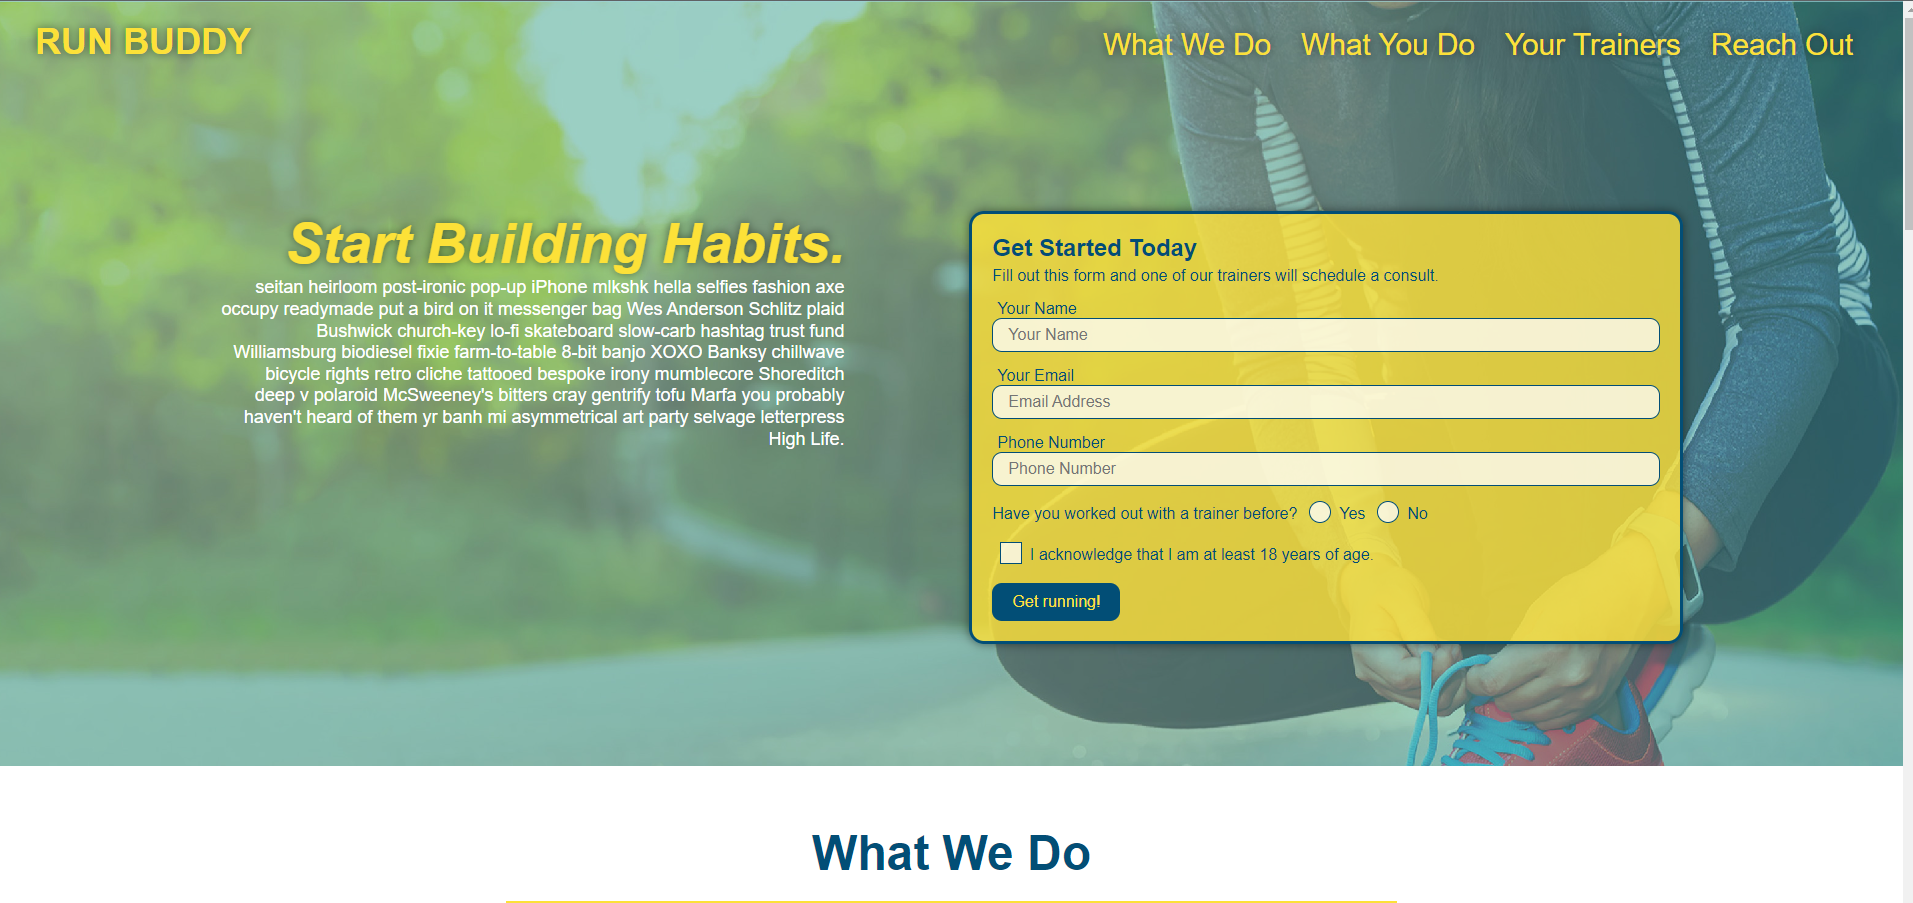 RUN BUDDY
What We Do What You Do Your Trainers Reach Out
Start Building Habits.
seitan heirloom post-ironic pop-up iPhone mlkshk hella selfies fashion axe
occupy readymade put a bird on it messenger bag Wes Anderson Schlitz plaid
Bushwick church-key lo-fi skateboard slow-carb hashtag trust fund
Williamsburg biodiesel fixie farm-to-table 8-bit banjo XOXO Banksy chillwave
bicycle rights retro cliche tattooed bespoke irony mumblecore Shoreditch
deep v polaroid McSweeney's bitters cray gentrify tofu Marfa you probably
haven't heard of them yr banh mi asymmetrical art party selvage letterpress
High Life.
Get Started Today
Fill out this form and one of our trainers will schedule a consult.
Your Name
Your Name
Your Email
Email Address
Phone Number
Phone Number
Have you worked out with a trainer before? Yes No
I acknowledge that I am at least 18 years of age.
Get running!
What We Do